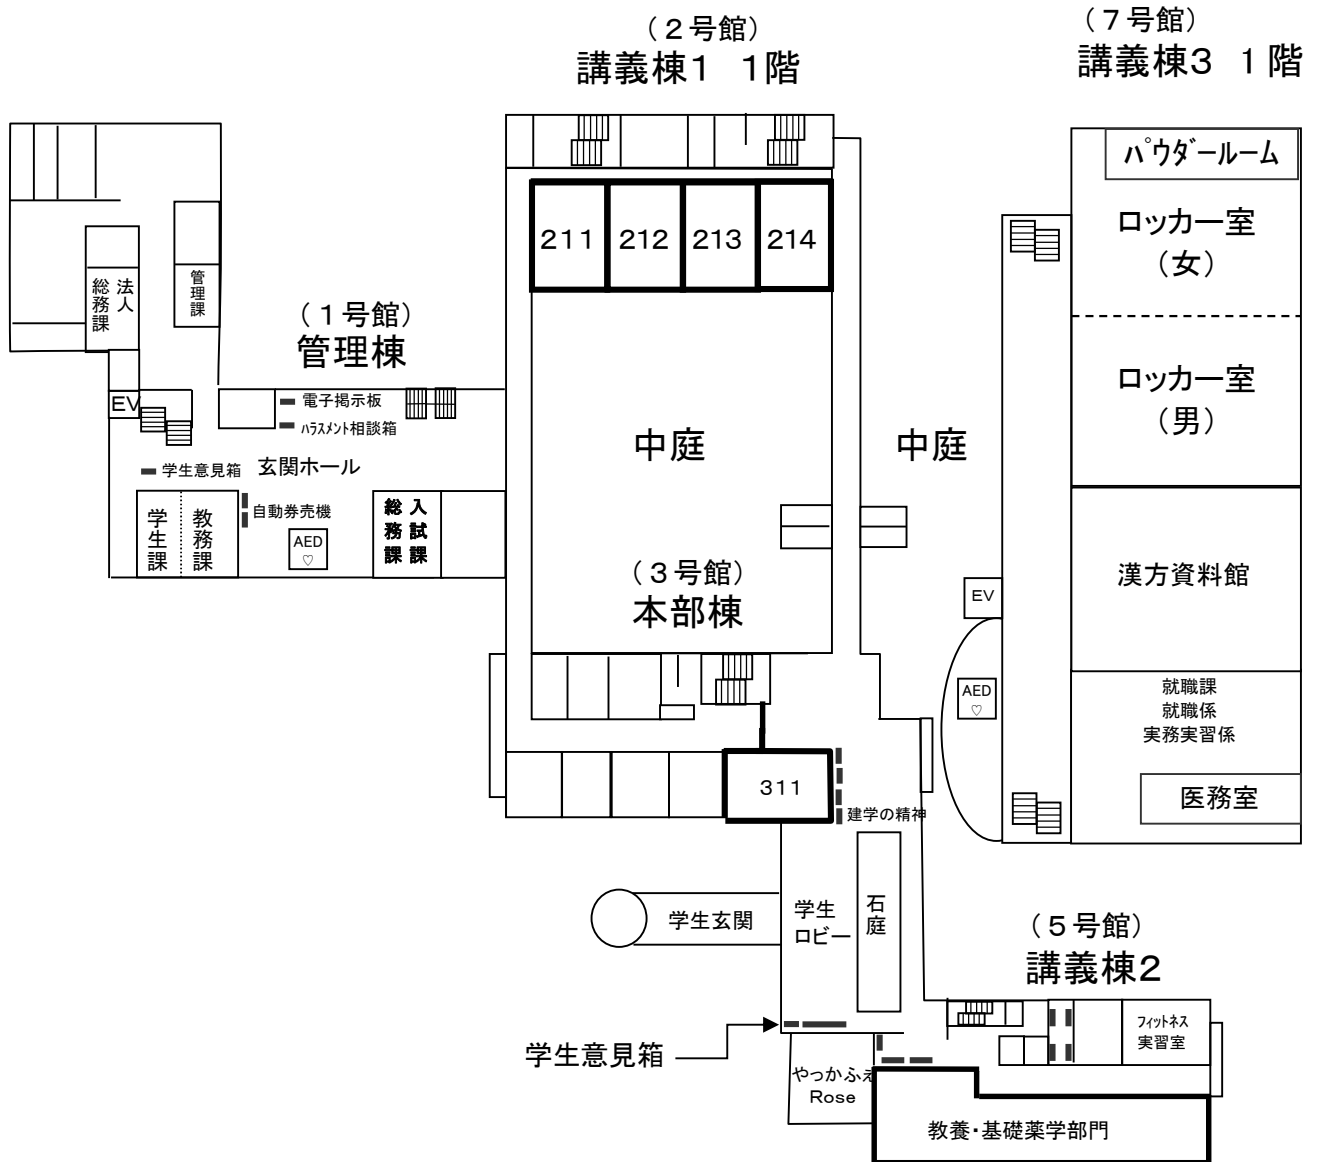 （２号館）
講義棟1　1階
（７号館）
講義棟3　1階
パウダールーム
ロッカー室
（女）
ロッカー室
（男）
漢方資料館
就職課
就職係
実務実習係
医務室
EV
AED
♡
211
212
213
214
中庭
中庭
（１号館）
管理棟
法人
総務課
管理課
EV
電子掲示板
ハラスメント相談箱
学生意見箱
玄関ホール
学生課
教務課
自動券売機
AED
♡
入試課
総務課
（３号館）
本部棟
311
建学の精神
学生玄関
学生
ロビー
石庭
（５号館）
講義棟2
フィットネス
実習室
学生意見箱
やっかふぇ
Rose
教養・基礎薬学部門